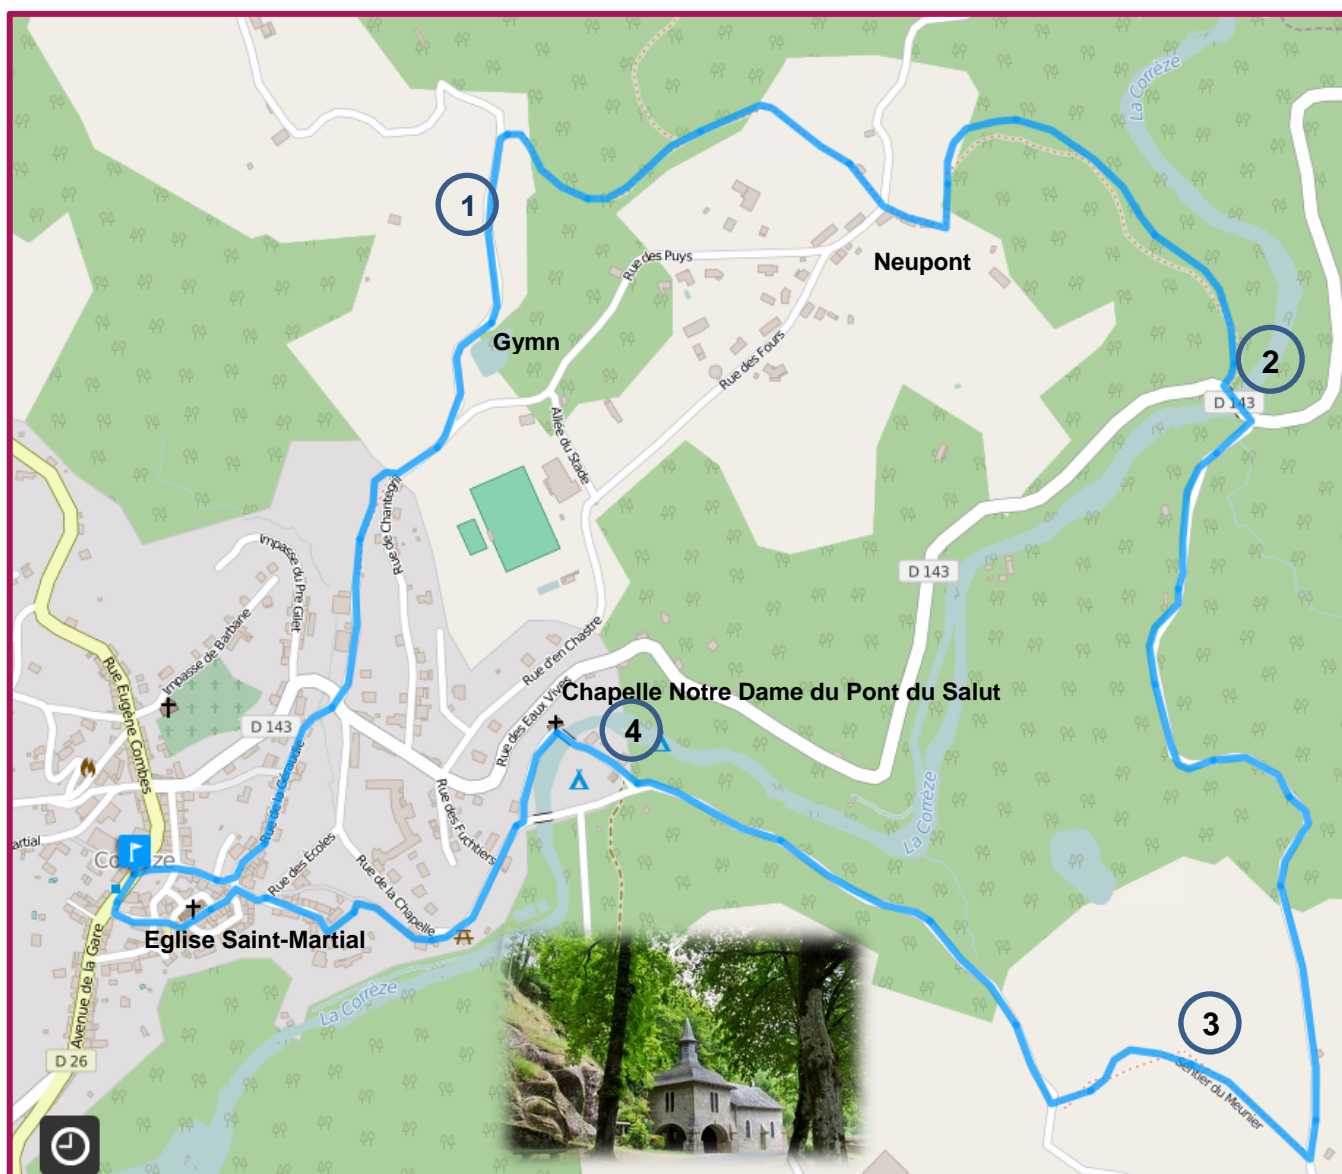 La Corrèze
1
Neupont
Rue des Puys
Gymn
2
D 143
Rue des Fours
Allée du Stade
Rue de Chantegril
Impasse du Pré Gilet
D 143
Impasse de Barbane
Rue d'en Chastre
Rue Eugène Combes
Rue des Eaux Vives
Chapelle Notre Dame du Pont du Salut
4
D 143
Rue de la Géraudie
Rue des Fuchtiers
La Corrèze
artial
Rue des Écoles
Rue de la Chapelle
Eglise Saint-Martial
Avenue de la Gare
La Corrèze
3
Sentier du Meunier
D 26